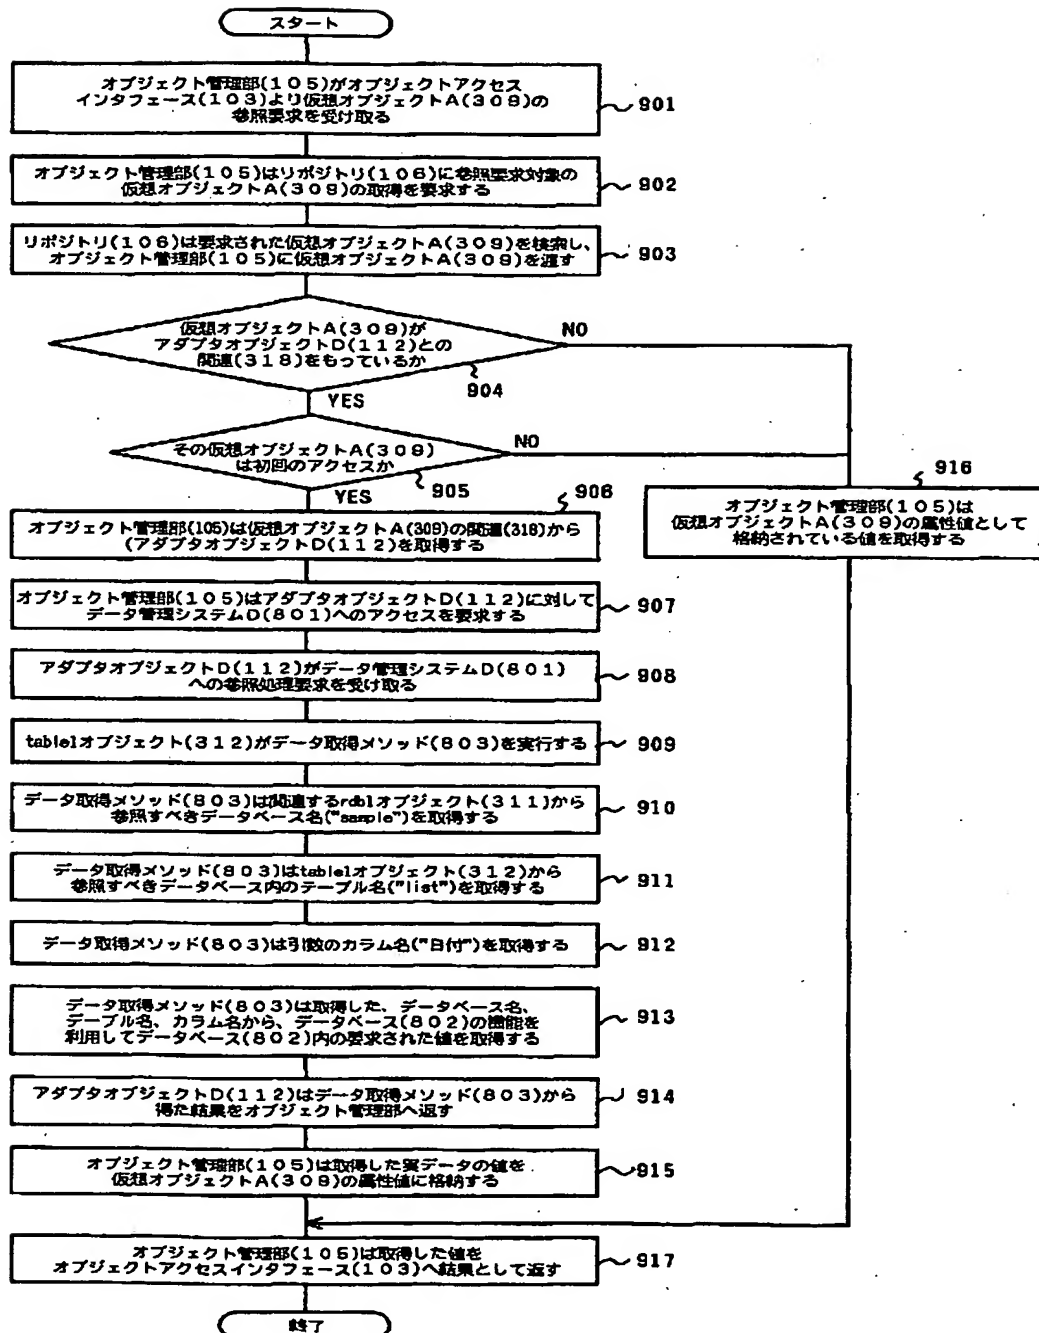 スタート
オブジェクト管理部(105)がオブジェクトアクセス
インタフェース(103)より仮想オブジェクトA(309)の
参照要求を受け取る
901
オブジェクト管理部(105)はリポジトリ(106)に参照要求対象の
仮想オブジェクトA(309)の取得を要求する
902
リポジトリ(106)は要求された仮想オブジェクトA(309)を検索し、
オブジェクト管理部(105)に仮想オブジェクトA(309)を渡す
903
仮想オブジェクトA(309)が
アダプタオブジェクトD(112)との
関連(318)をもっているか
NO
904
YES
その仮想オブジェクトA(309)
は初回のアクセスか
NO
905
YES
906
オブジェクト管理部(105)は仮想オブジェクトA(309)の関連(318)から
(アダプタオブジェクトD(112)を取得する
916
オブジェクト管理部(105)は
仮想オブジェクトA(309)の属性値として
格納されている値を取得する
オブジェクト管理部(105)はアダプタオブジェクトD(112)に対して
データ管理システムD(801)へのアクセスを要求する
907
アダプタオブジェクトD(112)がデータ管理システムD(801)
への参照処理要求を受け取る
908
table1オブジェクト(312)がデータ取得メソッド(803)を実行する
909
データ取得メソッド(803)は関連するrdb1オブジェクト(311)から
参照すべきデータベース名("sample")を取得する
910
データ取得メソッド(803)はtable1オブジェクト(312)から
参照すべきデータベース内のテーブル名("list")を取得する
911
データ取得メソッド(803)は引数のカラム名("日付")を取得する
912
データ取得メソッド(803)は取得した、データベース名、
テーブル名、カラム名から、データベース(802)の機能を
利用してデータベース(802)内の要求された値を取得する
913
アダプタオブジェクトD(112)はデータ取得メソッド(803)から
得た結果をオブジェクト管理部へ返す
914
オブジェクト管理部(105)は取得した実データの値を
仮想オブジェクトA(309)の属性値に格納する
915
オブジェクト管理部(105)は取得した値を
オブジェクトアクセスインタフェース(103)へ結果として返す
917
終了